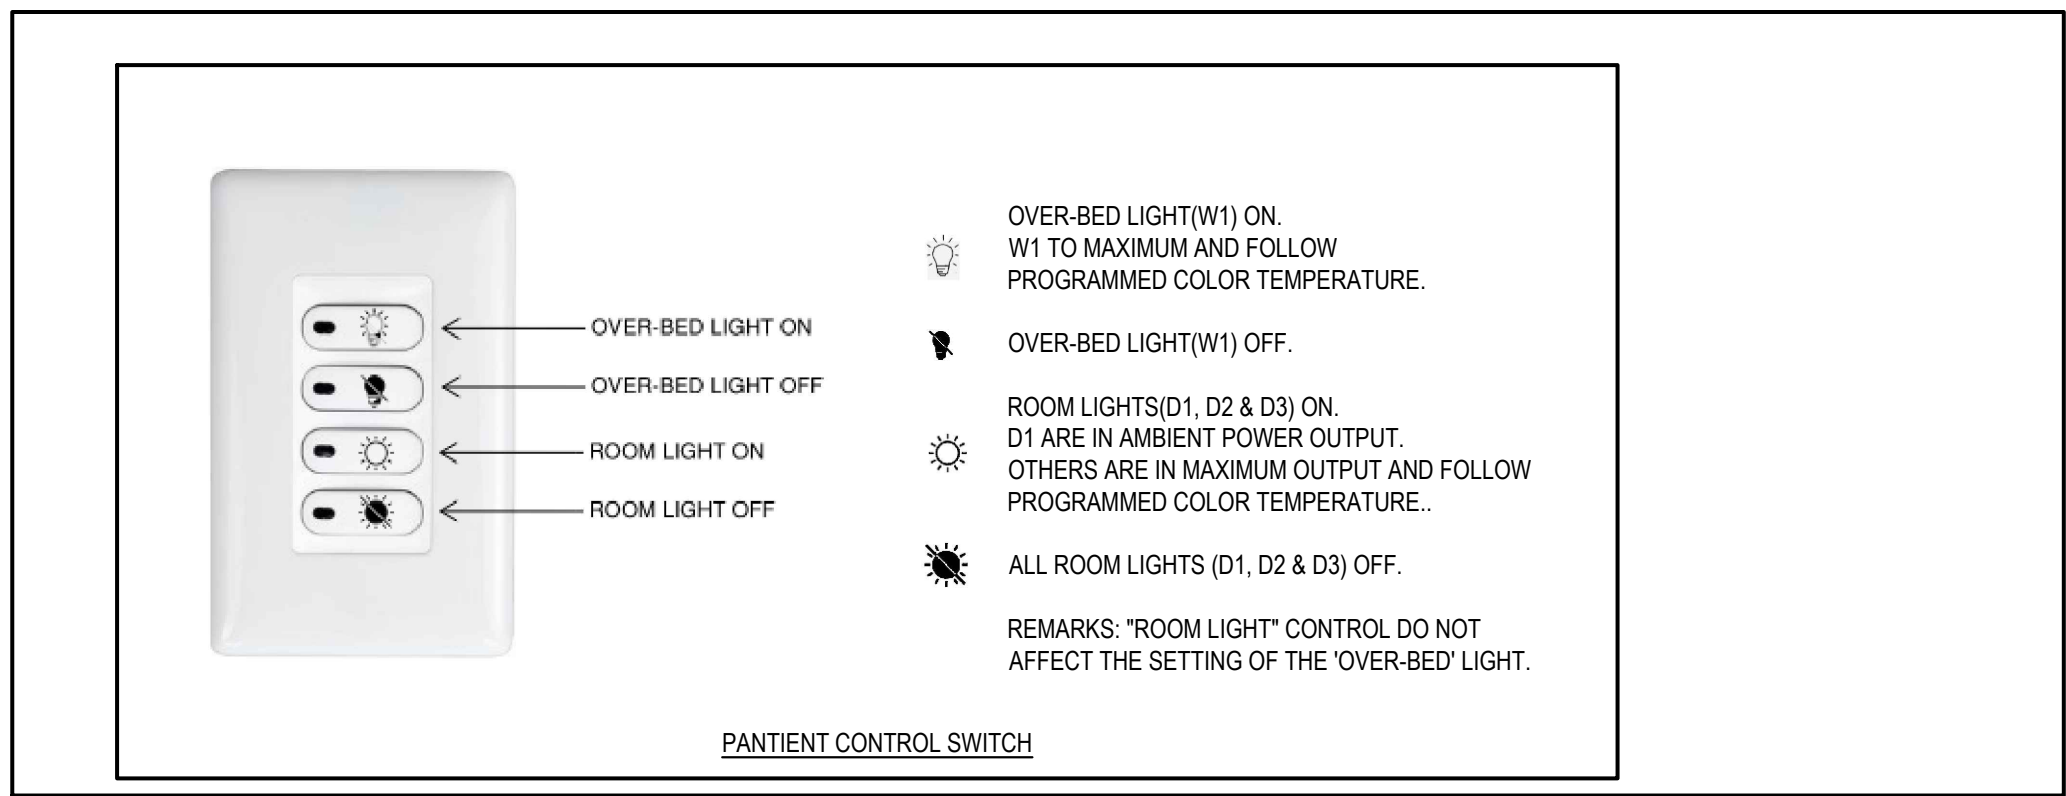 OVER-BED LIGHT ON
OVER-BED LIGHT OFF
ROOM LIGHT ON
ROOM LIGHT OFF
OVER-BED LIGHT(W1) ON.
W1 TO MAXIMUM AND FOLLOW
PROGRAMMED COLOR TEMPERATURE.
OVER-BED LIGHT(W1) OFF.
ROOM LIGHTS(D1, D2 & D3) ON.
D1 ARE IN AMBIENT POWER OUTPUT.
OTHERS ARE IN MAXIMUM OUTPUT AND FOLLOW
PROGRAMMED COLOR TEMPERATURE..
ALL ROOM LIGHTS (D1, D2 & D3) OFF.
REMARKS: "ROOM LIGHT" CONTROL DO NOT
AFFECT THE SETTING OF THE 'OVER-BED' LIGHT.
PANTIENT CONTROL SWITCH